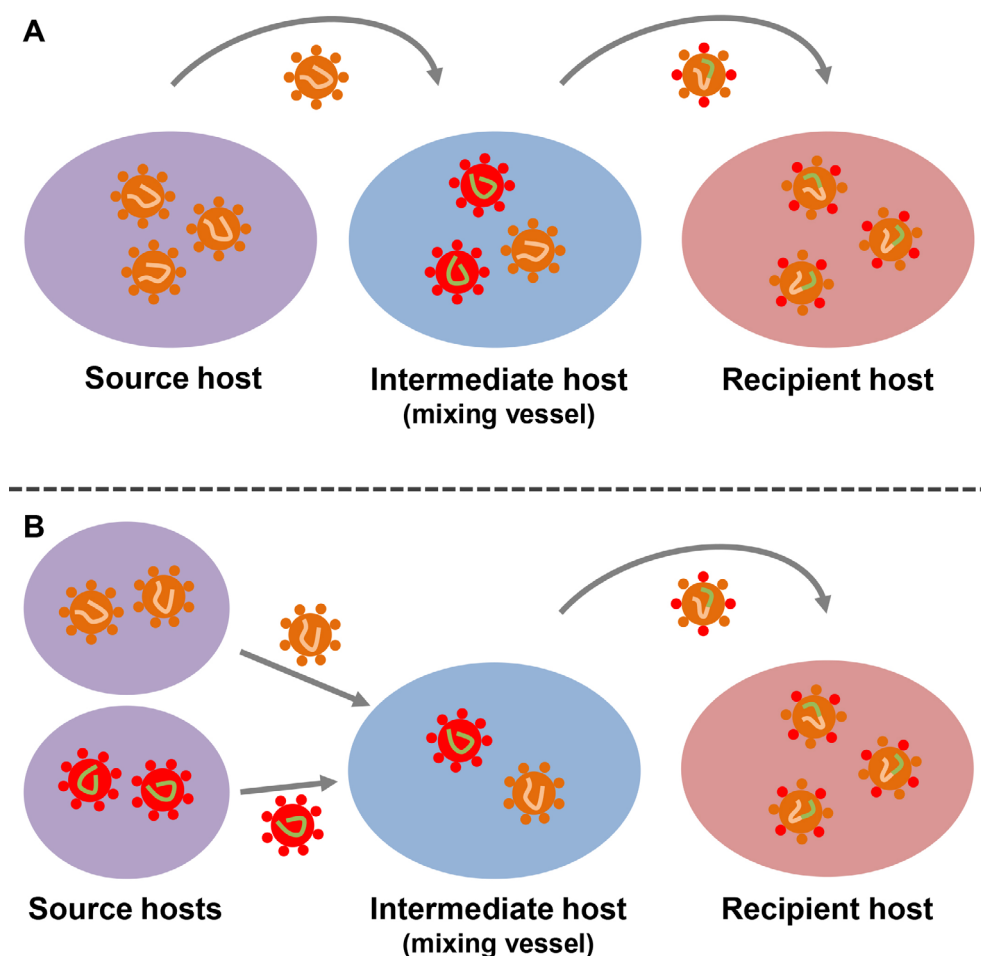 A
Source host
Intermediate host
(mixing vessel)
Recipient host
B
Source hosts
Intermediate host
(mixing vessel)
Recipient host